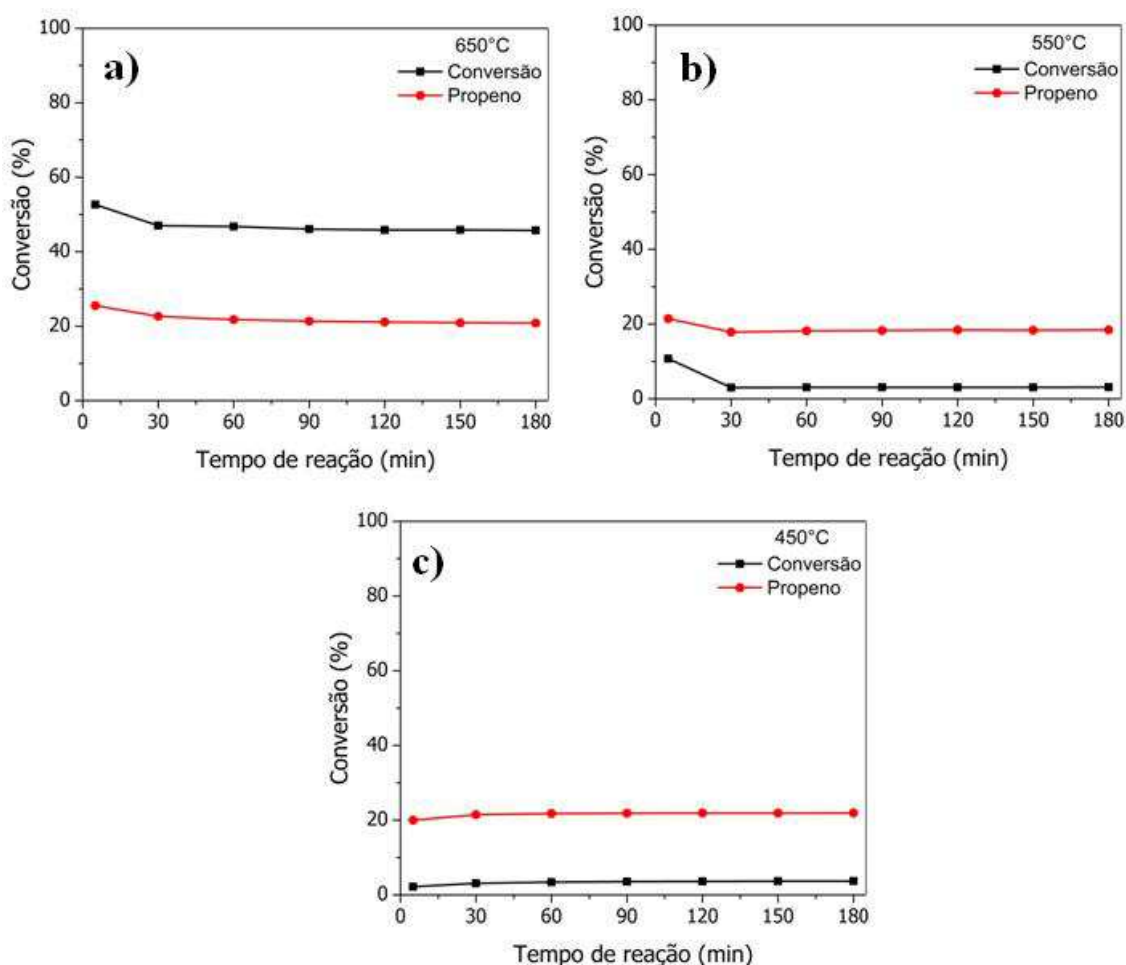 a)
650°C
Conversão
Propeno
Conversão (%)
100
80
60
40
20
0
0 30 60 90 120 150 180
Tempo de reação (min)
b)
550°C
Conversão
Propeno
Conversão (%)
100
80
60
40
20
0
0 30 60 90 120 150 180
Tempo de reação (min)
c)
450°C
Conversão
Propeno
Conversão (%)
100
80
60
40
20
0
0 30 60 90 120 150 180
Tempo de reação (min)